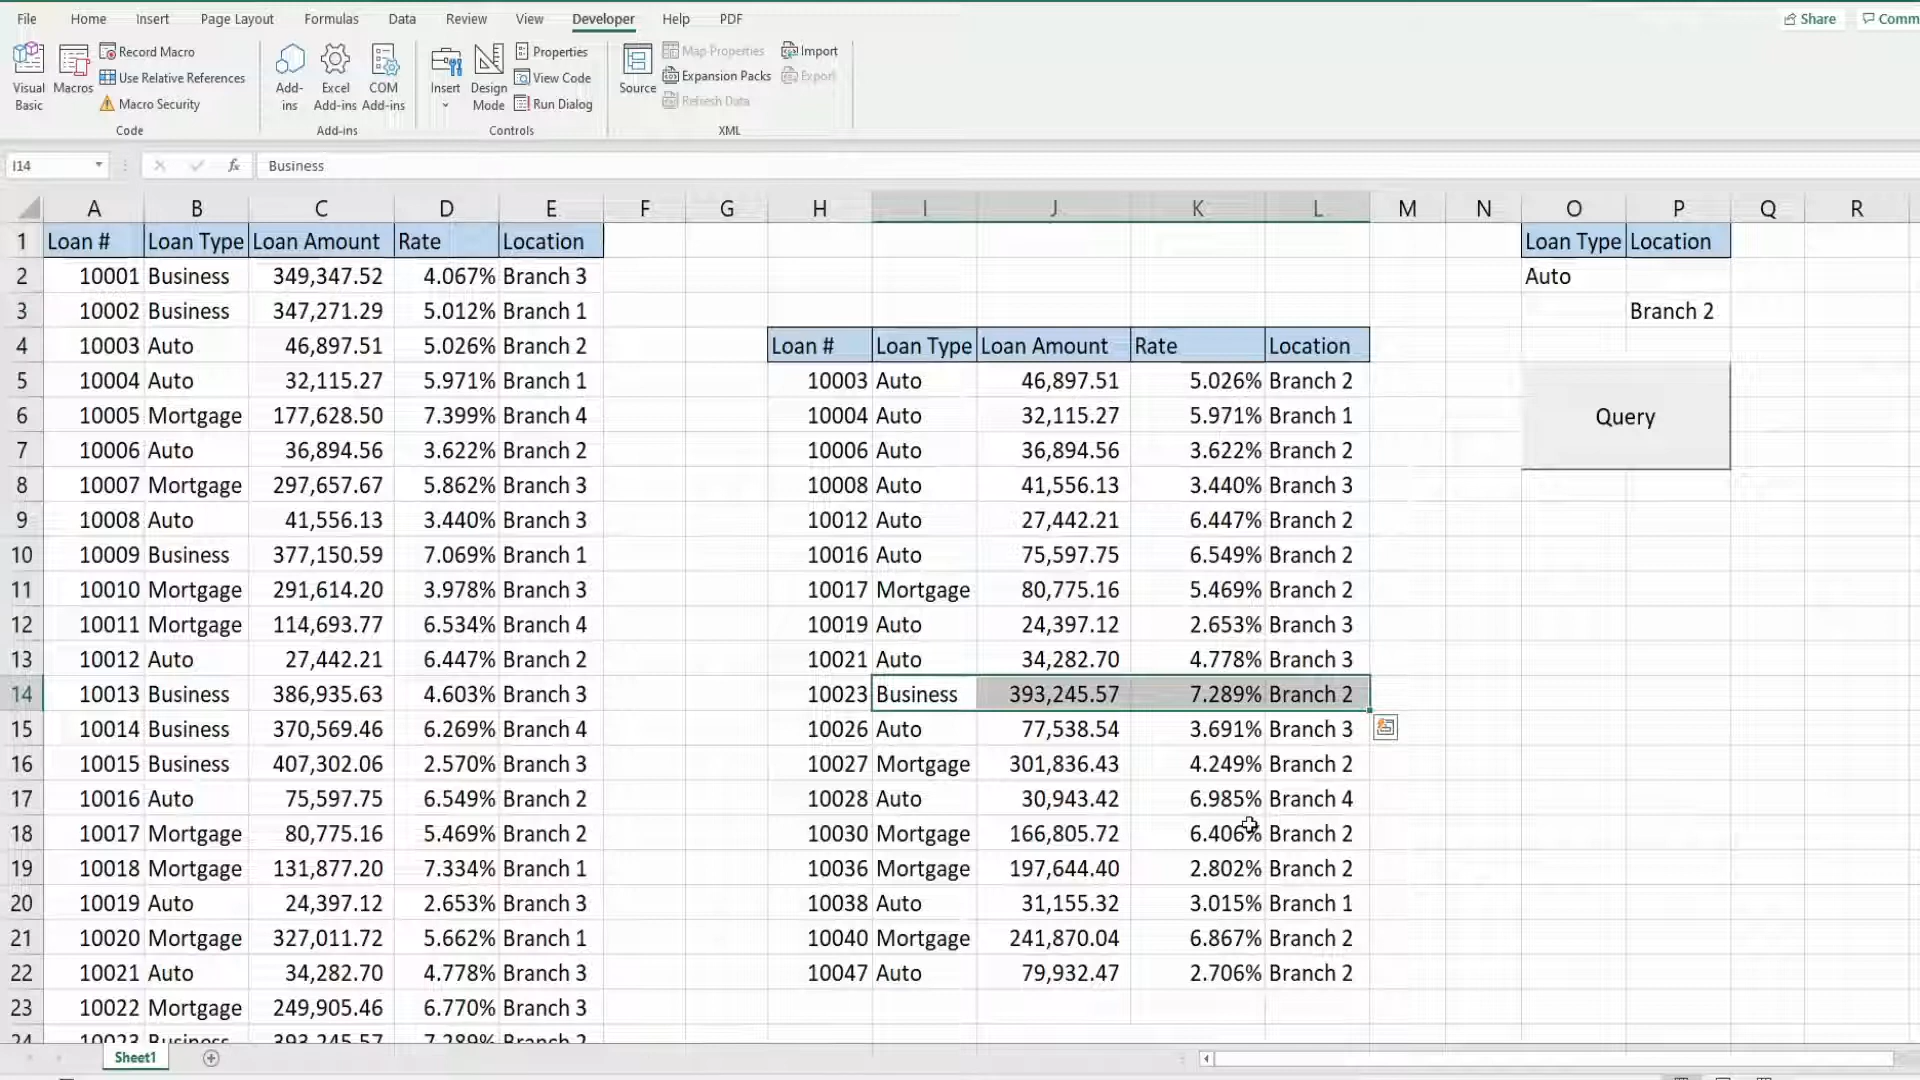 File Home Insert Page Layout Formulas Data Review View Developer Help PDF Share Comm
Visual Basic Macros Record Macro Use Relative References Macro Security
Add-ins Excel Add-ins COM Add-ins
Insert Design Mode Properties View Code Run Dialog
Source Map Properties Expansion Packs Refresh Data Import Export
Code Add-ins Controls XML
I14 fx Business
A B C D E F G H I J K L M N O P Q R
1 Loan # Loan Type Loan Amount Rate Location Loan Type Location
2 10001 Business 349,347.52 4.067% Branch 3 Auto
3 10002 Business 347,271.29 5.012% Branch 1 Branch 2
4 10003 Auto 46,897.51 5.026% Branch 2 Loan # Loan Type Loan Amount Rate Location
5 10004 Auto 32,115.27 5.971% Branch 1 10003 Auto 46,897.51 5.026% Branch 2
6 10005 Mortgage 177,628.50 7.399% Branch 4 10004 Auto 32,115.27 5.971% Branch 1 Query
7 10006 Auto 36,894.56 3.622% Branch 2 10006 Auto 36,894.56 3.622% Branch 2
8 10007 Mortgage 297,657.67 5.862% Branch 3 10008 Auto 41,556.13 3.440% Branch 3
9 10008 Auto 41,556.13 3.440% Branch 3 10012 Auto 27,442.21 6.447% Branch 2
10 10009 Business 377,150.59 7.069% Branch 1 10016 Auto 75,597.75 6.549% Branch 2
11 10010 Mortgage 291,614.20 3.978% Branch 3 10017 Mortgage 80,775.16 5.469% Branch 2
12 10011 Mortgage 114,693.77 6.534% Branch 4 10019 Auto 24,397.12 2.653% Branch 3
13 10012 Auto 27,442.21 6.447% Branch 2 10021 Auto 34,282.70 4.778% Branch 3
14 10013 Business 386,935.63 4.603% Branch 3 10023 Business 393,245.57 7.289% Branch 2
15 10014 Business 370,569.46 6.269% Branch 4 10026 Auto 77,538.54 3.691% Branch 3
16 10015 Business 407,302.06 2.570% Branch 3 10027 Mortgage 301,836.43 4.249% Branch 2
17 10016 Auto 75,597.75 6.549% Branch 2 10028 Auto 30,943.42 6.985% Branch 4
18 10017 Mortgage 80,775.16 5.469% Branch 2 10030 Mortgage 166,805.72 6.406% Branch 2
19 10018 Mortgage 131,877.20 7.334% Branch 1 10036 Mortgage 197,644.40 2.802% Branch 2
20 10019 Auto 24,397.12 2.653% Branch 3 10038 Auto 31,155.32 3.015% Branch 1
21 10020 Mortgage 327,011.72 5.662% Branch 1 10040 Mortgage 241,870.04 6.867% Branch 2
22 10021 Auto 34,282.70 4.778% Branch 3 10047 Auto 79,932.47 2.706% Branch 2
23 10022 Mortgage 249,905.46 6.770% Branch 3
24 10023 Business 393,245.57 7.289% Branch 2
Sheet1